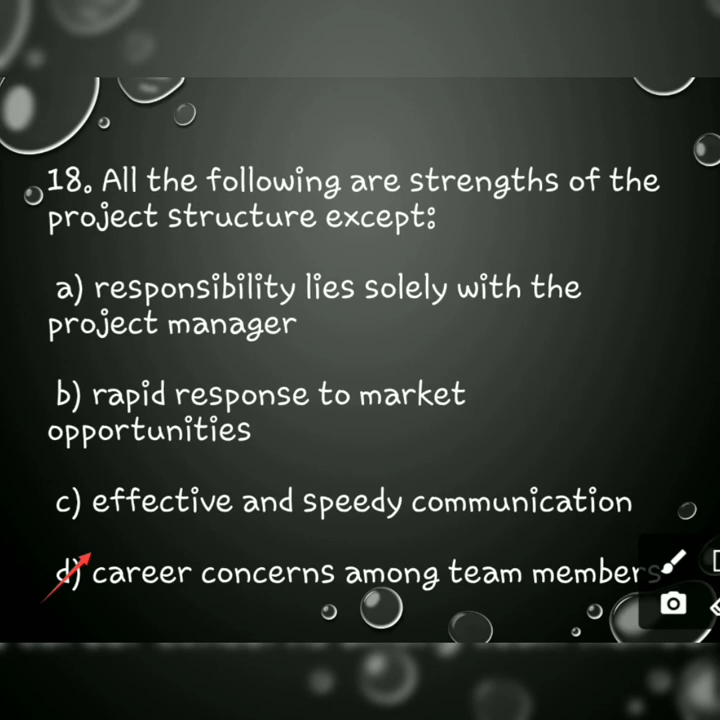 18. All the following are strengths of the
project structure except:
a) responsibility lies solely with the
project manager
b) rapid response to market
opportunities
c) effective and speedy communication
d) career concerns among team members